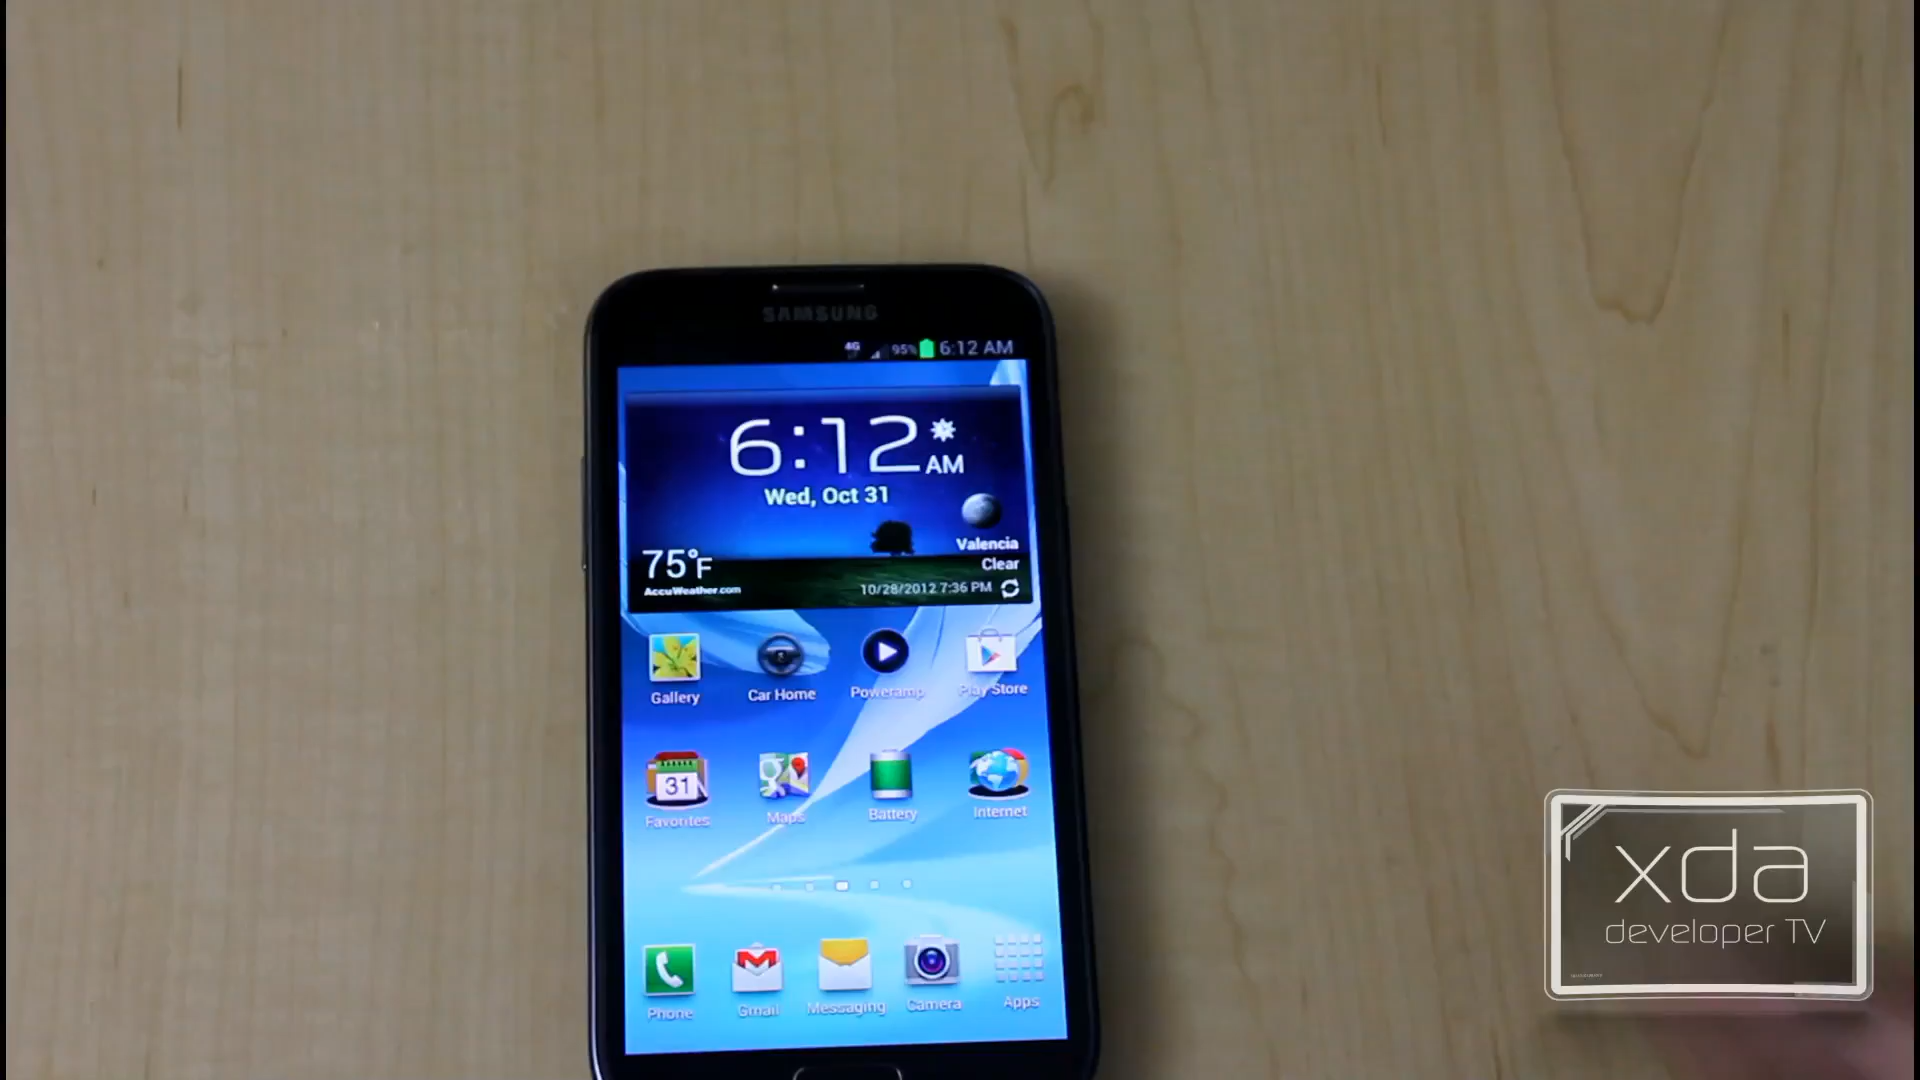 SAMSUNG
4G 95% 6:12 AM
6:12 AM
Wed, Oct 31
Valencia
Clear
75°F
AccuWeather.com
10/28/2012 7:36 PM
Gallery
Car Home
Poweramp
Play Store
31
Favorites
Maps
Battery
Internet
Phone
Gmail
Messaging
Camera
Apps
xda
developer TV